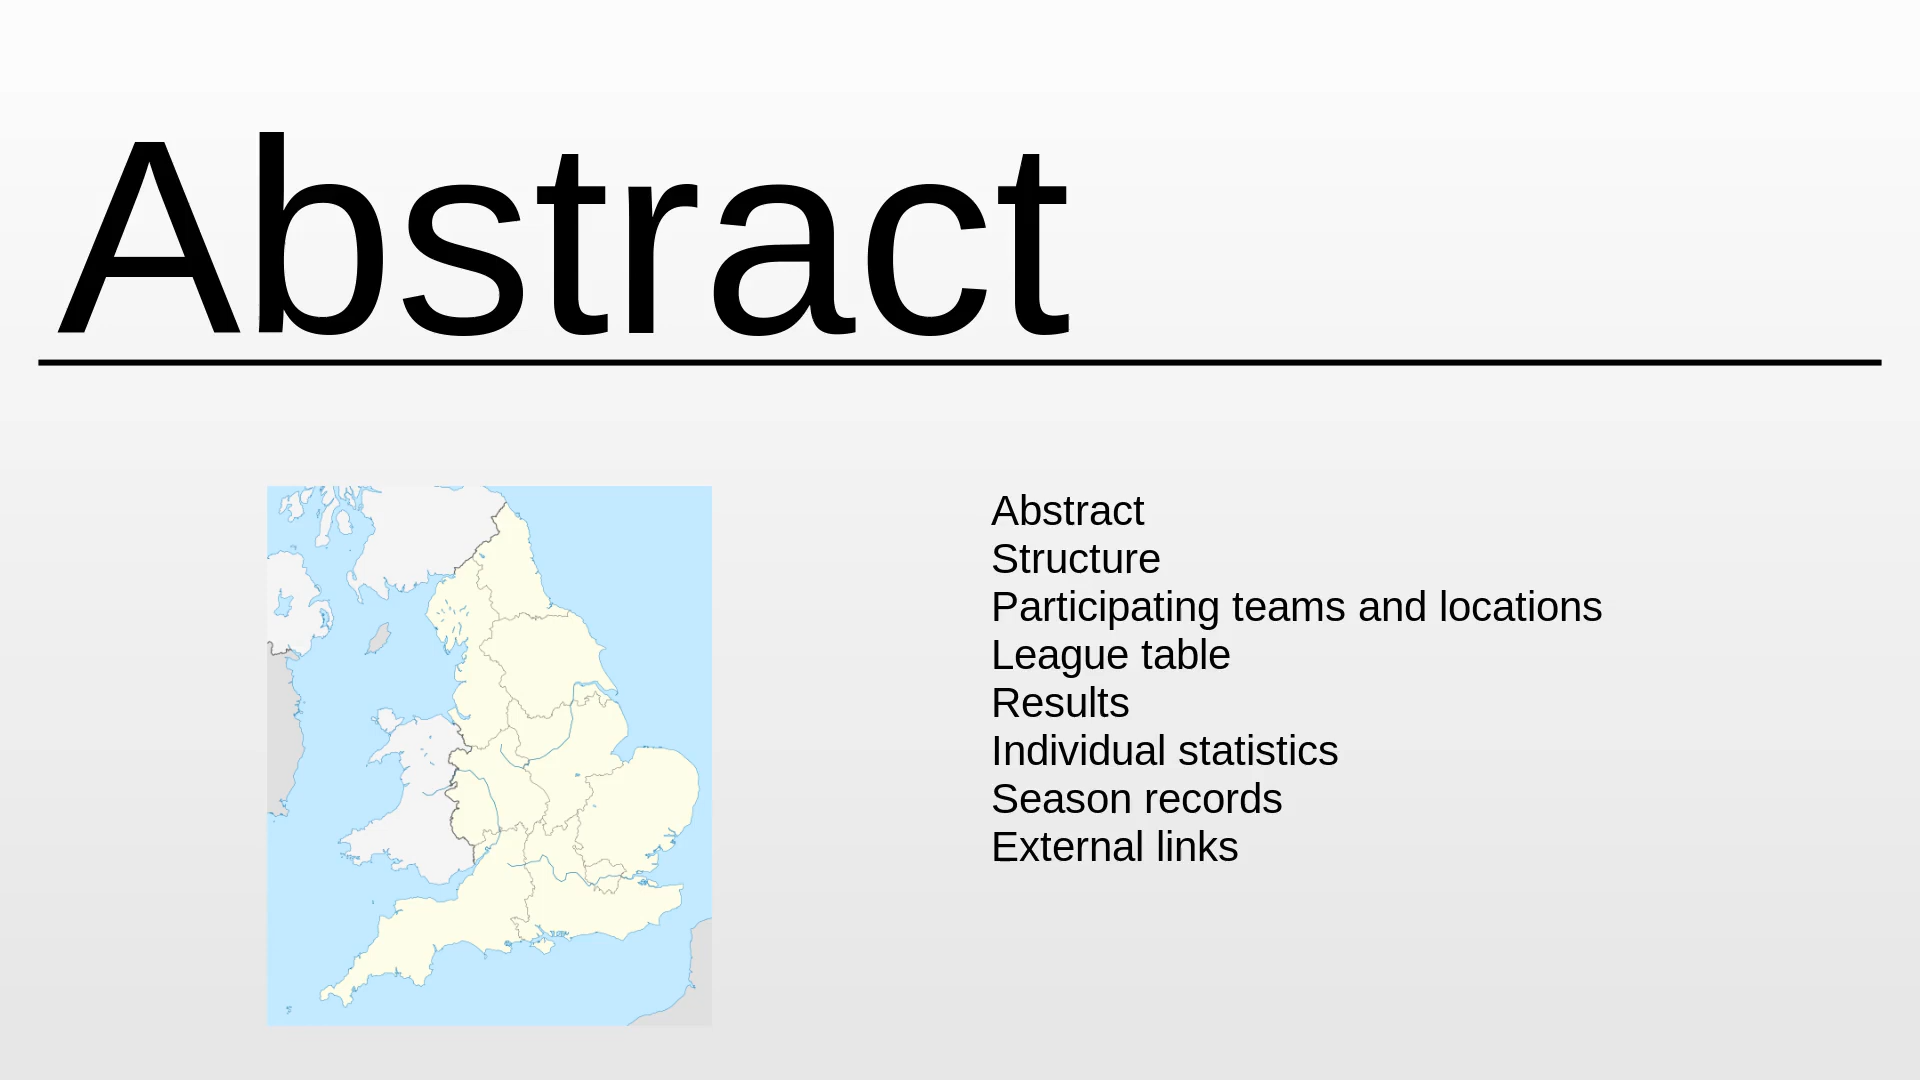 Abstract
Abstract
Structure
Participating teams and locations
League table
Results
Individual statistics
Season records
External links